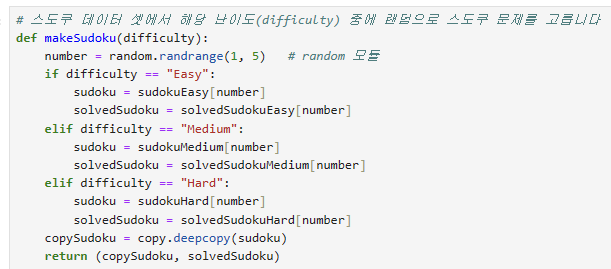 # 스도쿠 데이터 셋에서 해당 난이도(difficulty) 중에 랜덤으로 스도쿠 문제를 고릅니다
def makeSudoku(difficulty):
    number = random.randrange(1, 5)   # random 모듈
    if difficulty == "Easy":
        sudoku = sudokuEasy[number]
        solvedSudoku = solvedSudokuEasy[number]
    elif difficulty == "Medium":
        sudoku = sudokuMedium[number]
        solvedSudoku = solvedSudokuMedium[number]
    elif difficulty == "Hard":
        sudoku = sudokuHard[number]
        solvedSudoku = solvedSudokuHard[number]
    copySudoku = copy.deepcopy(sudoku)
    return (copySudoku, solvedSudoku)